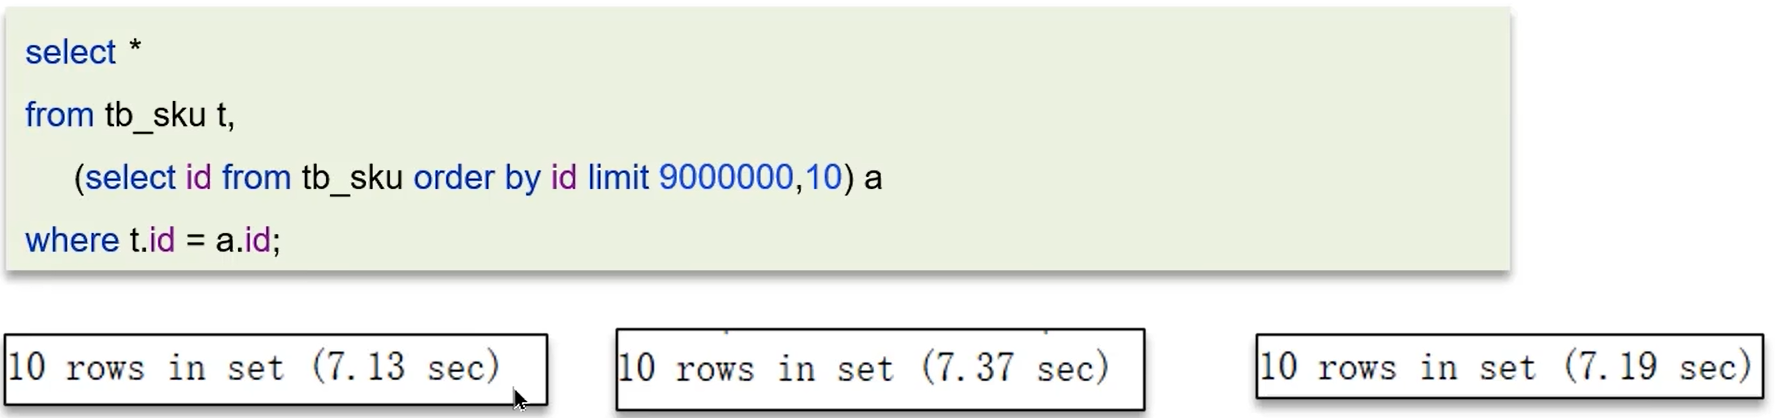 select *
from tb_sku t,
(select id from tb_sku order by id limit 9000000,10) a
where t.id = a.id;
10 rows in set (7.13 sec)
10 rows in set (7.37 sec)
10 rows in set (7.19 sec)